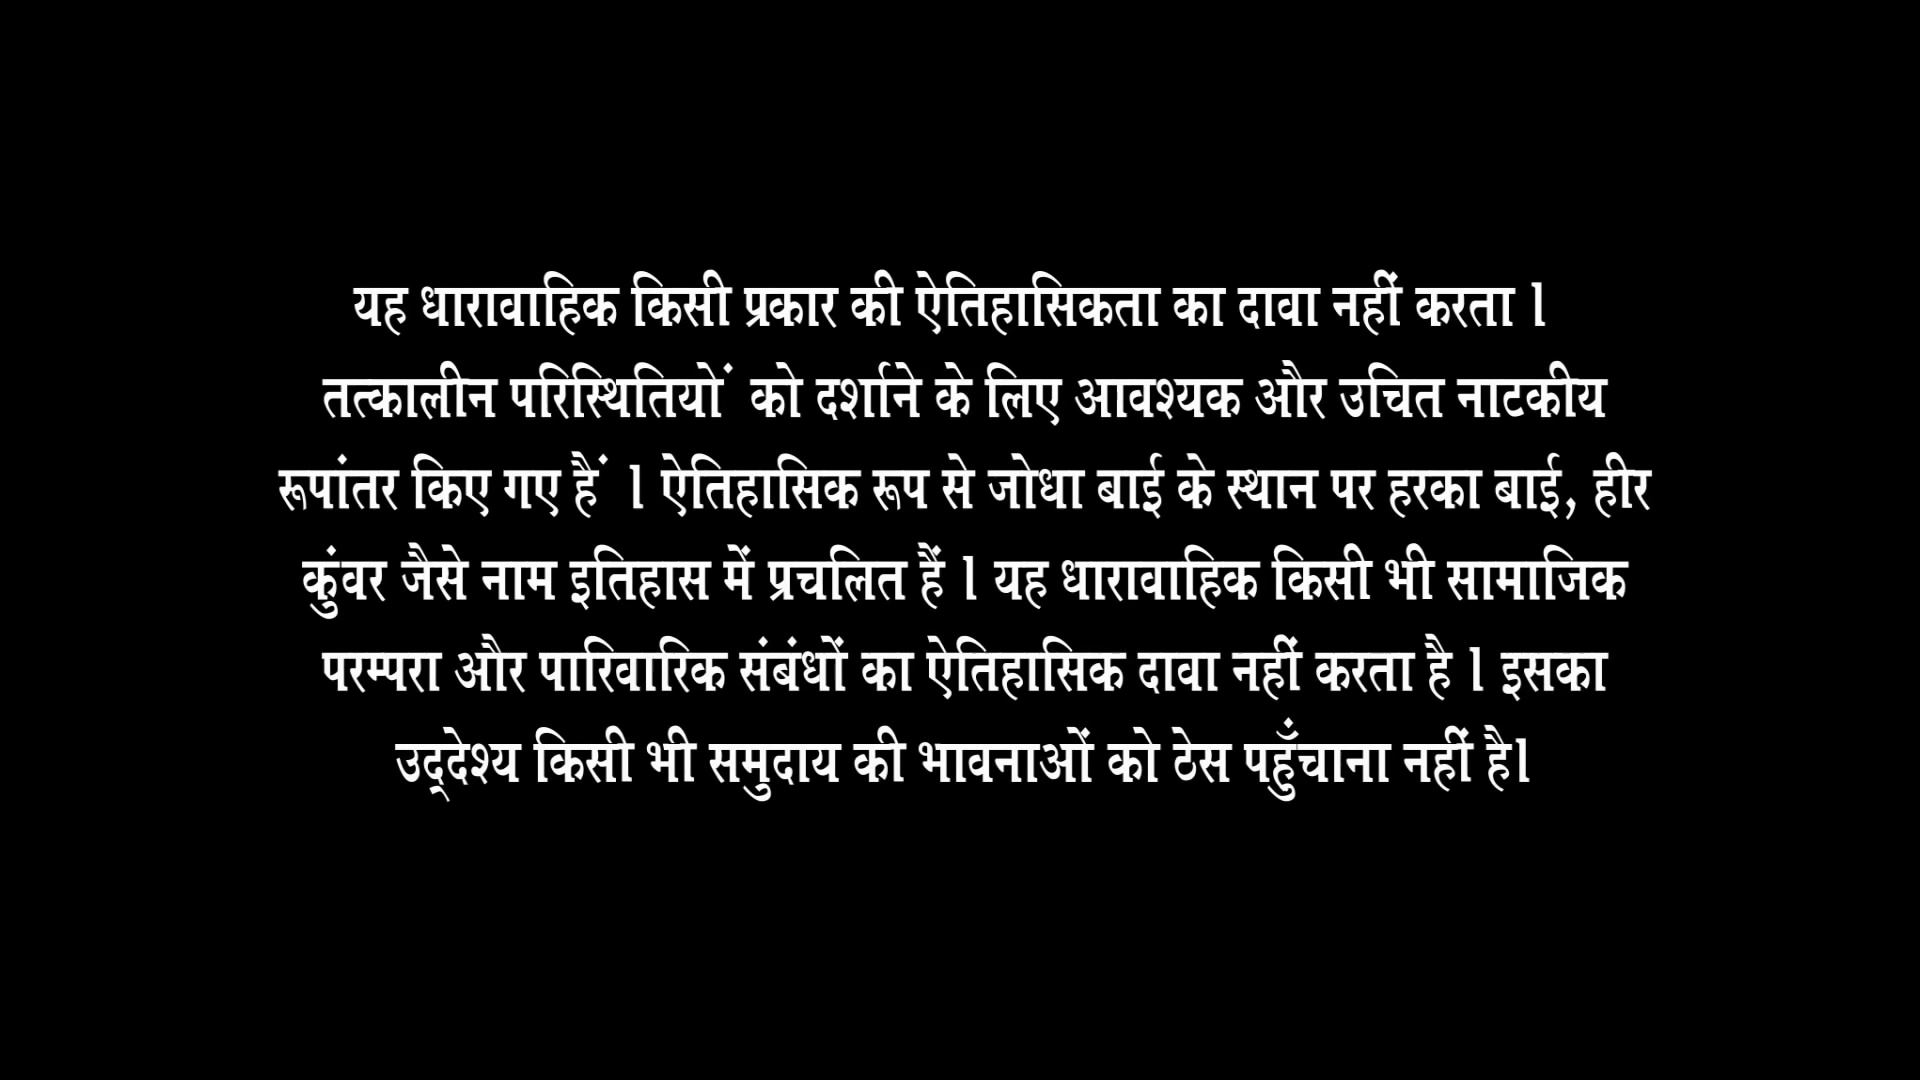 यह धारावाहिक किसी प्रकार की ऐतिहासिकता का दावा नहीं करता ।
तत्कालीन परिस्थितियों को दर्शाने के लिए आवश्यक और उचित नाटकीय
रूपांतर किए गए हैं । ऐतिहासिक रूप से जोधा बाई के स्थान पर हरका बाई, हीर
कुंवर जैसे नाम इतिहास में प्रचलित हैं । यह धारावाहिक किसी भी सामाजिक
परम्परा और पारिवारिक संबंधों का ऐतिहासिक दावा नहीं करता है । इसका
उद्देश्य किसी भी समुदाय की भावनाओं को ठेस पहुँचाना नहीं है।